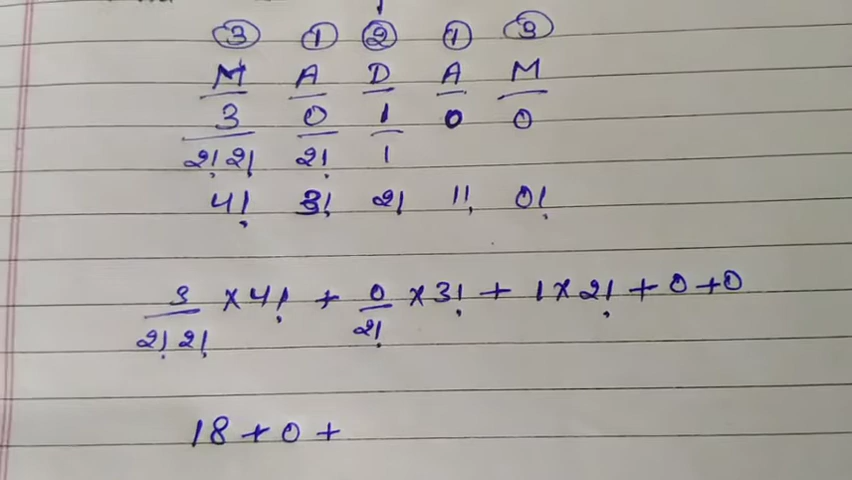 3 1 2 1 3
M A D A M
3 0 1 0 0
2! 2! 2! 1
4! 3! 2! 1! 0!
3/2! 2! × 4! + 0/2! × 3! + 1 × 2! + 0 + 0
18 + 0 +